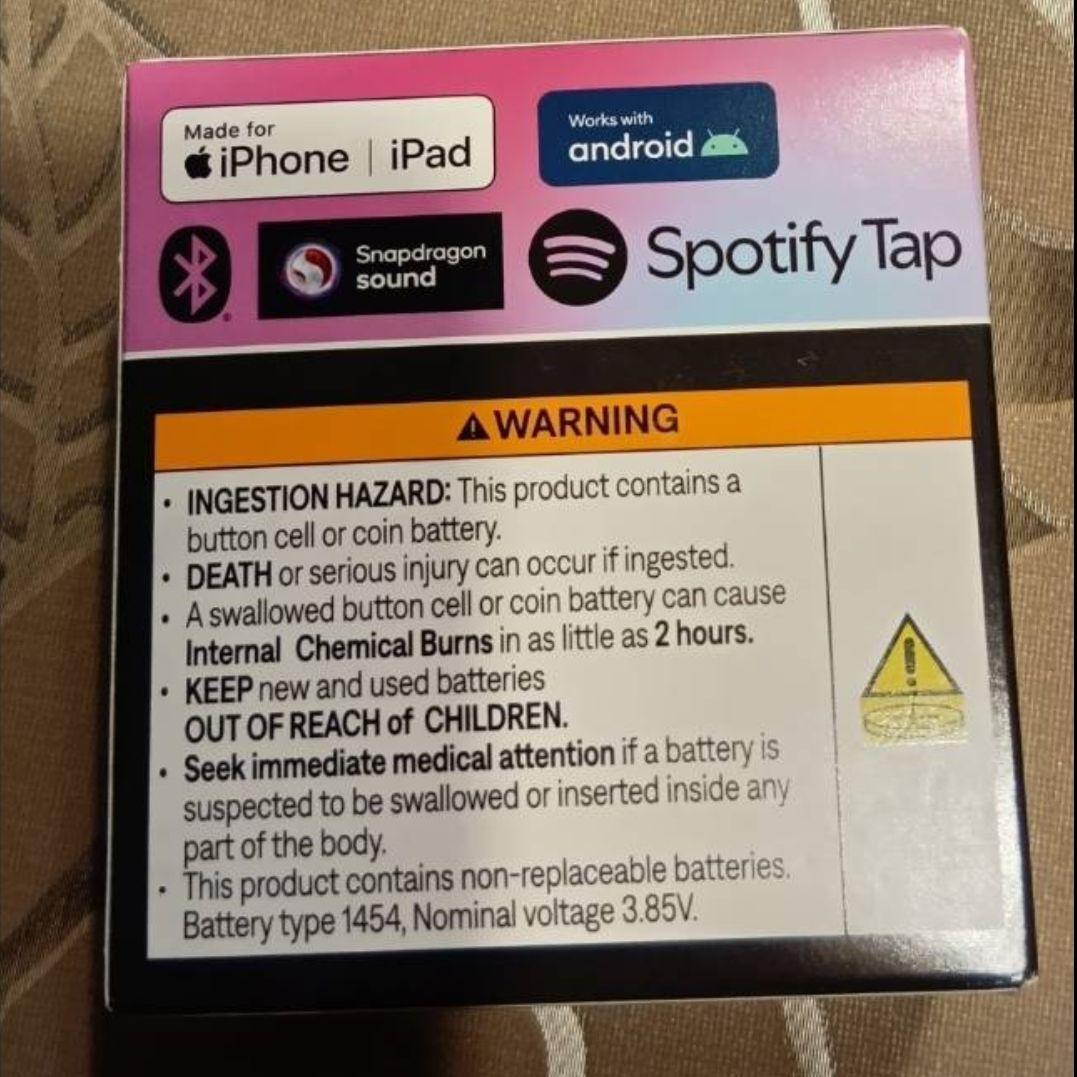 Made for
iPhone | iPad
Works with
android
Snapdragon
sound
Spotify Tap
WARNING
• INGESTION HAZARD: This product contains a
button cell or coin battery.
• DEATH or serious injury can occur if ingested.
• A swallowed button cell or coin battery can cause
Internal Chemical Burns in as little as 2 hours.
• KEEP new and used batteries
OUT OF REACH of CHILDREN.
• Seek immediate medical attention if a battery is
suspected to be swallowed or inserted inside any
part of the body.
• This product contains non-replaceable batteries.
Battery type 1454, Nominal voltage 3.85V.